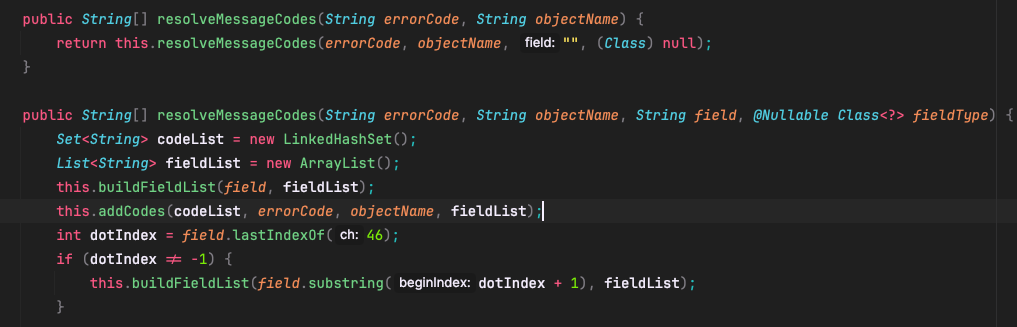 public String[] resolveMessageCodes(String errorCode, String objectName) {
    return this.resolveMessageCodes(errorCode, objectName, field: "", (Class) null);
}
public String[] resolveMessageCodes(String errorCode, String objectName, String field, @Nullable Class<?> fieldType) {
    Set<String> codeList = new LinkedHashSet();
    List<String> fieldList = new ArrayList();
    this.buildFieldList(field, fieldList);
    this.addCodes(codeList, errorCode, objectName, fieldList);
    int dotIndex = field.lastIndexOf( ch: 46);
    if (dotIndex ≠ -1) {
        this.buildFieldList(field.substring( beginIndex: dotIndex + 1), fieldList);
    }